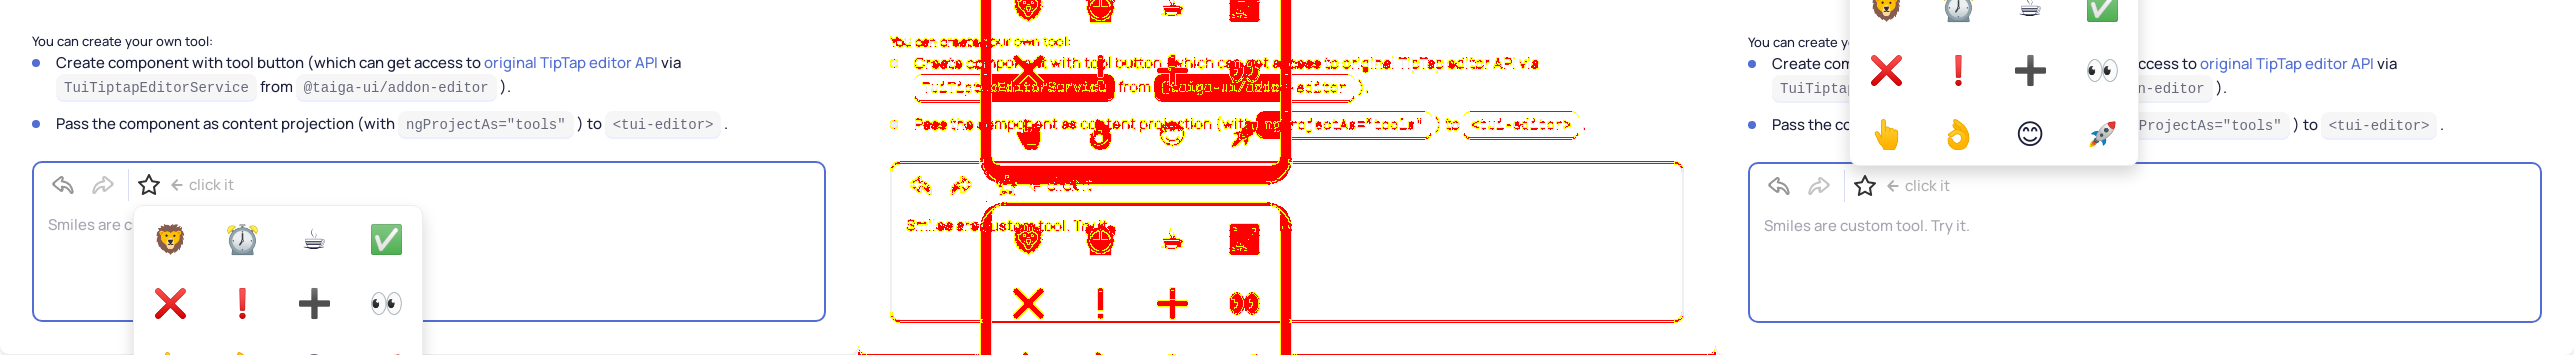 You can create your own tool:
Create component with tool button (which can get access to original TipTap editor API via
TuiTiptapEditorService from @taiga-ui/addon-editor ).
Pass the component as content projection (with ngProjectAs="tools" ) to <tui-editor> .
← click it
Smiles are c
You can create your own tool:
Create component with tool button (which can get access to original TipTap editor API via
TuiTiptapEditorService from @taiga-ui/addon-editor ).
Pass the component as content projection (with ngProjectAs="tools" ) to <tui-editor> .
← click it
Smiles are custom tool. Try it.
You can create y
Create com ccess to original TipTap editor API via
TuiTipta n-editor ).
Pass the co ProjectAs="tools" ) to <tui-editor> .
← click it
Smiles are custom tool. Try it.